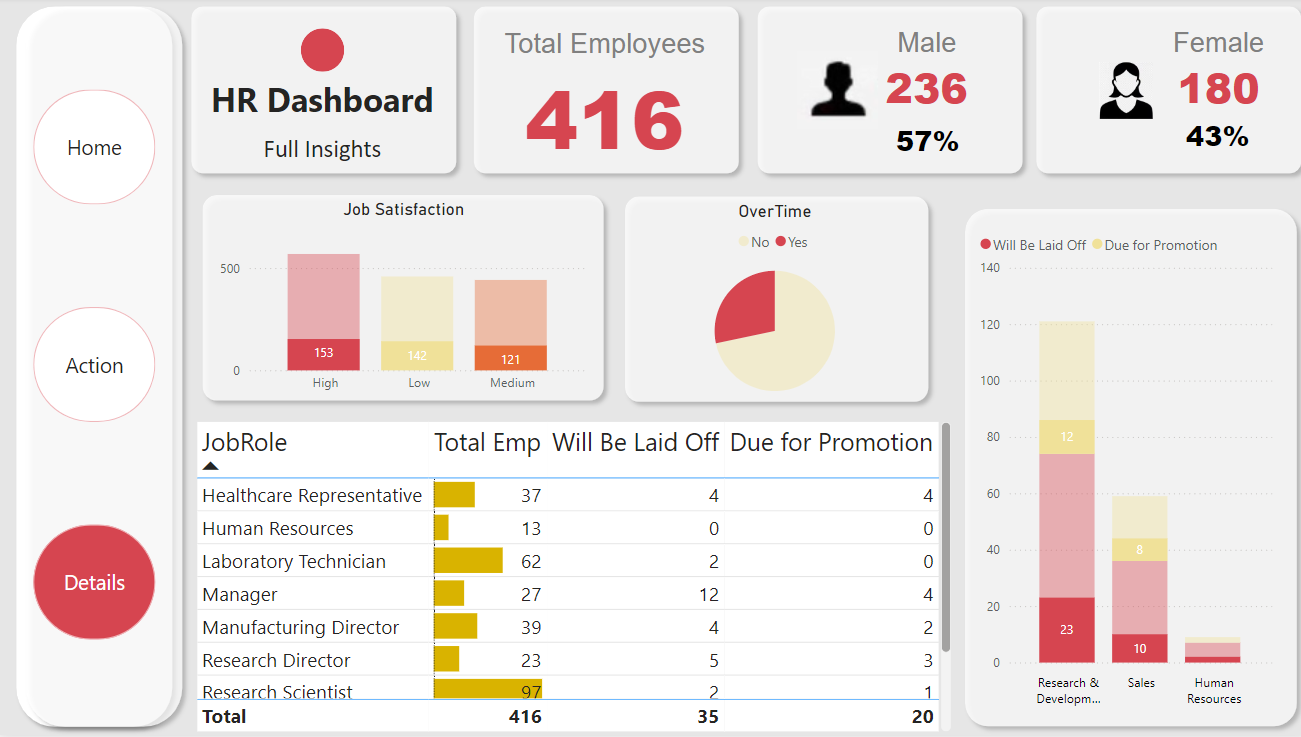 Home
Action
Details
HR Dashboard
Full Insights
Total Employees
416
Male
236
57%
Female
180
43%
Job Satisfaction
500
0
153
142
121
High Low Medium
OverTime
No Yes
JobRole Total Emp Will Be Laid Off Due for Promotion
Healthcare Representative 37 4 4
Human Resources 13 0 0
Laboratory Technician 62 2 0
Manager 27 12 4
Manufacturing Director 39 4 2
Research Director 23 5 3
Research Scientist 97 2 1
Total 416 35 20
Will Be Laid Off Due for Promotion
140
120
100
80
60
40
20
0
12
23
8
10
Research &
Developm...
Sales
Human
Resources